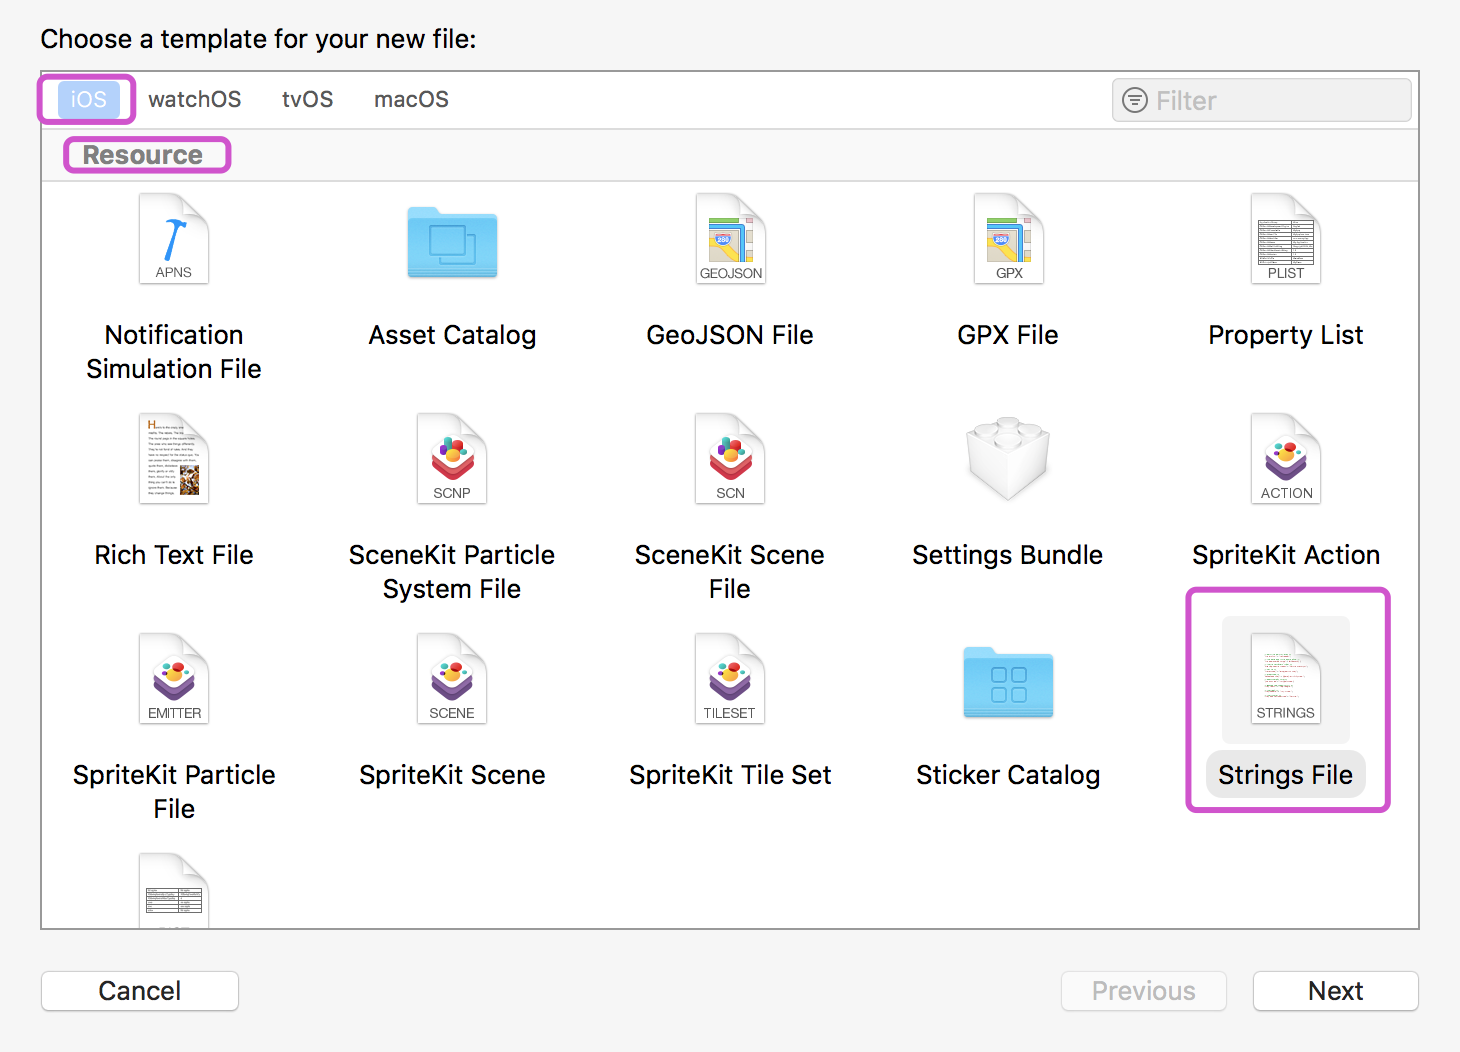 Choose a template for your new file:
iOS watchOS tvOS macOS Filter
Resource
APNS GEOJSON GPX PLIST
Notification Asset Catalog GeoJSON File GPX File Property List
Simulation File
SCNP SCN ACTION
Rich Text File SceneKit Particle SceneKit Scene Settings Bundle SpriteKit Action
System File File
EMITTER SCENE TILESET STRINGS
SpriteKit Particle SpriteKit Scene SpriteKit Tile Set Sticker Catalog Strings File
File
Cancel Previous Next